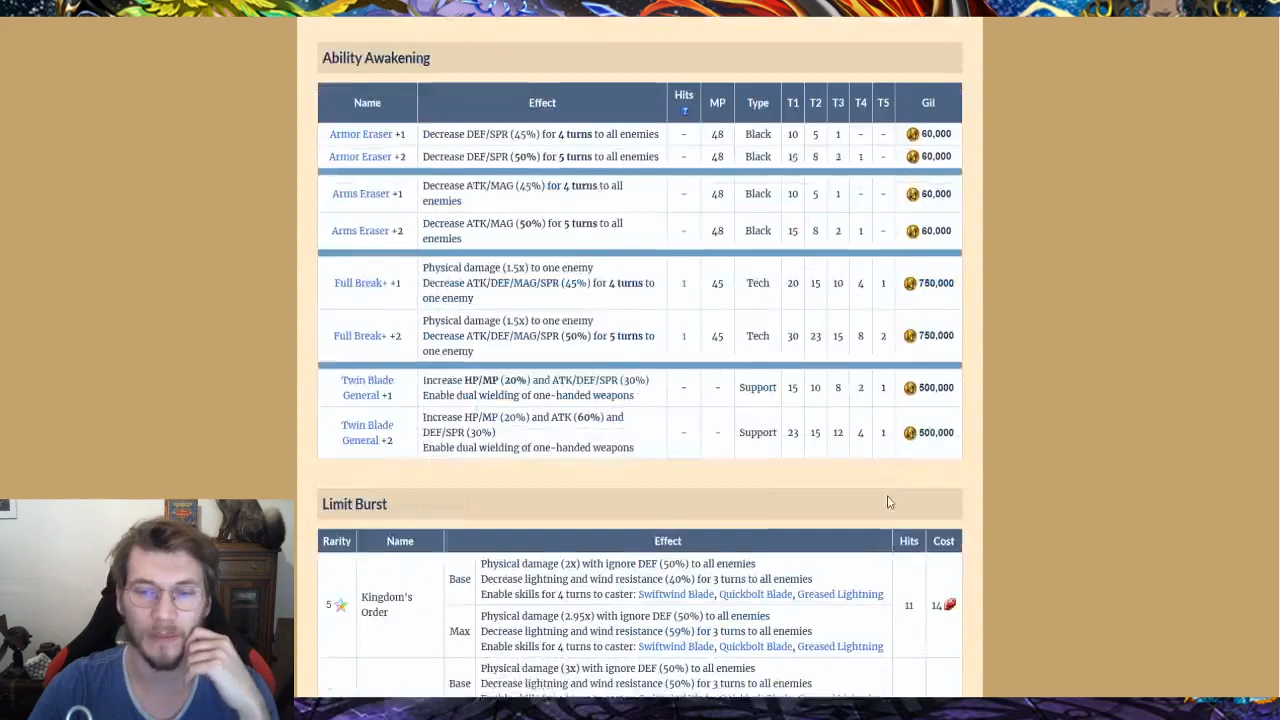 Ability Awakening
Name Effect Hits MP Type T1 T2 T3 T4 T5 Gil
Armor Eraser +1 Decrease DEF/SPR (45%) for 4 turns to all enemies - 48 Black 10 5 1 - - 60,000
Armor Eraser +2 Decrease DEF/SPR (50%) for 5 turns to all enemies - 48 Black 15 8 2 1 - 60,000
Decrease ATK/MAG (45%) for 4 turns to all
Arms Eraser +1 - 48 Black 10 5 1 - - 60,000
enemies
Decrease ATK/MAG (50%) for 5 turns to all
Arms Eraser +2 - 48 Black 15 8 2 1 - 60,000
enemies
Physical damage (1.5x) to one enemy
Full Break+ +1 Decrease ATK/DEF/MAG/SPR (45%) for 4 turns to 1 45 Tech 20 15 10 4 1 750,000
one enemy
Physical damage (1.5x) to one enemy
Full Break+ +2 Decrease ATK/DEF/MAG/SPR (50%) for 5 turns to 1 45 Tech 30 23 15 8 2 750,000
one enemy
Twin Blade Increase HP/MP (20%) and ATK/DEF/SPR (30%)
General +1 Enable dual wielding of one-handed weapons - - Support 15 10 8 2 1 500,000
Increase HP/MP (20%) and ATK (60%) and
Twin Blade DEF/SPR (30%) - - Support 23 15 12 4 1 500,000
General +2 Enable dual wielding of one-handed weapons
Limit Burst
Rarity Name Effect Hits Cost
Physical damage (2x) with ignore DEF (50%) to all enemies
Base Decrease lightning and wind resistance (40%) for 3 turns to all enemies
Enable skills for 4 turns to caster: Swiftwind Blade, Quickbolt Blade, Greased Lightning
5 Kingdom's Order 11 14
Physical damage (2.95x) with ignore DEF (50%) to all enemies
Max Decrease lightning and wind resistance (59%) for 3 turns to all enemies
Enable skills for 4 turns to caster: Swiftwind Blade, Quickbolt Blade, Greased Lightning
Physical damage (3x) with ignore DEF (50%) to all enemies
Base Decrease lightning and wind resistance (50%) for 3 turns to all enemies